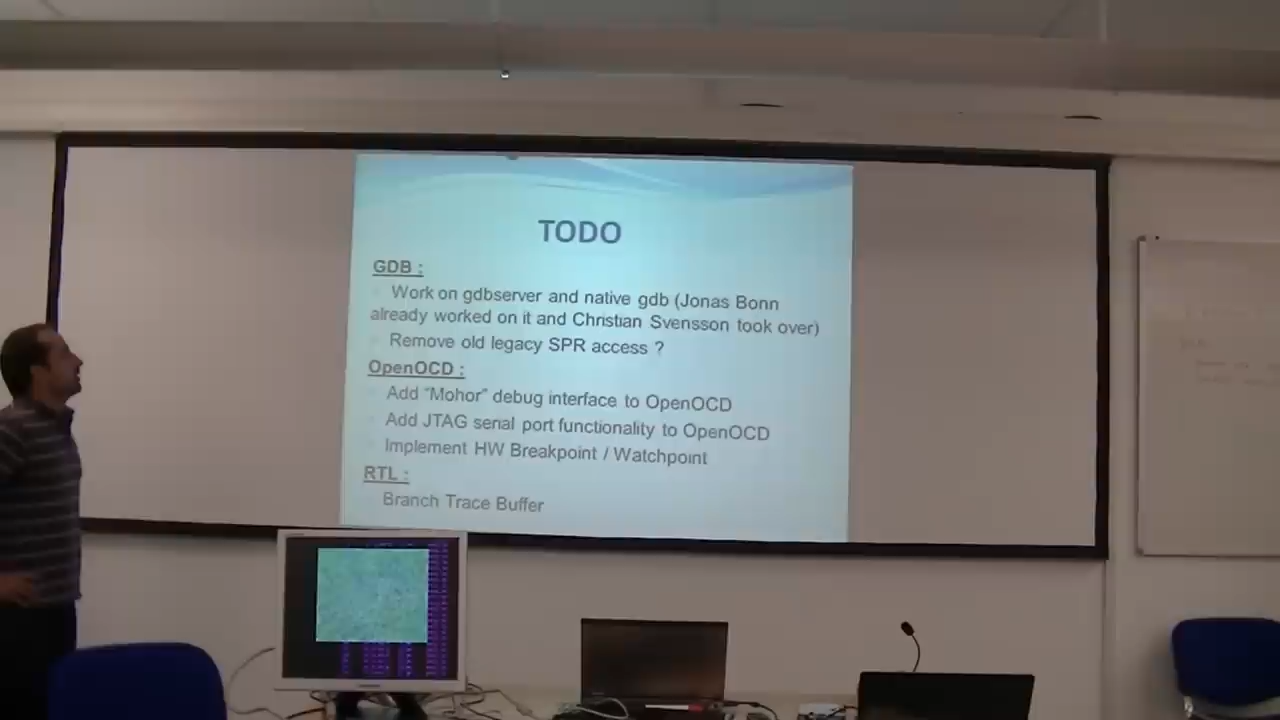 TODO
GDB :
Work on gdbserver and native gdb (Jonas Bonn
already worked on it and Christian Svensson took over)
Remove old legacy SPR access ?
OpenOCD :
Add “Mohor” debug interface to OpenOCD
Add JTAG serial port functionality to OpenOCD
Implement HW Breakpoint / Watchpoint
RTL :
Branch Trace Buffer